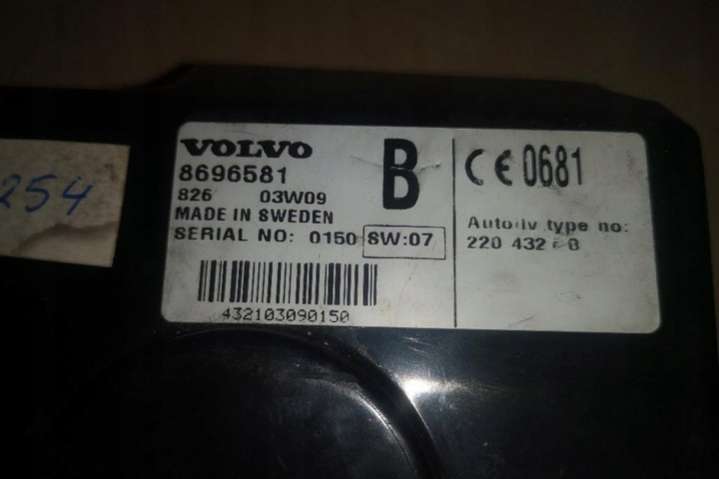 254
VOLVO
8696581
826 03W09
MADE IN SWEDEN
SERIAL NO: 0150 SW:07
432103090150
B
CE 0681
Autoliv type no:
220 432